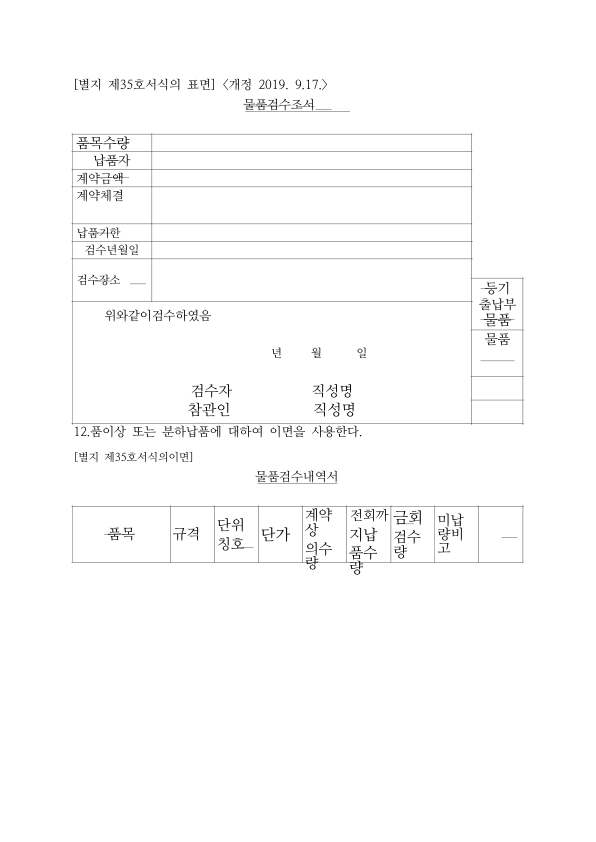 [별지 제35호서식의 표면] <개정 2019. 9.17.>
물품검수조서
품목수량
납품자
계약금액
계약체결
납품기한
검수년월일
검수장소
등기
출납부
물품
물품
위와같이검수하였음
년 월 일
검수자 직성명
참관인 직성명
12.품이상 또는 분하납품에 대하여 이면을 사용한다.
[별지 제35호서식의이면]
물품검수내역서
품목
규격
단위
칭호
단가
계약
상
의수
량
전회까
지납
품수
량
금회
검수
량
미납
량비
고